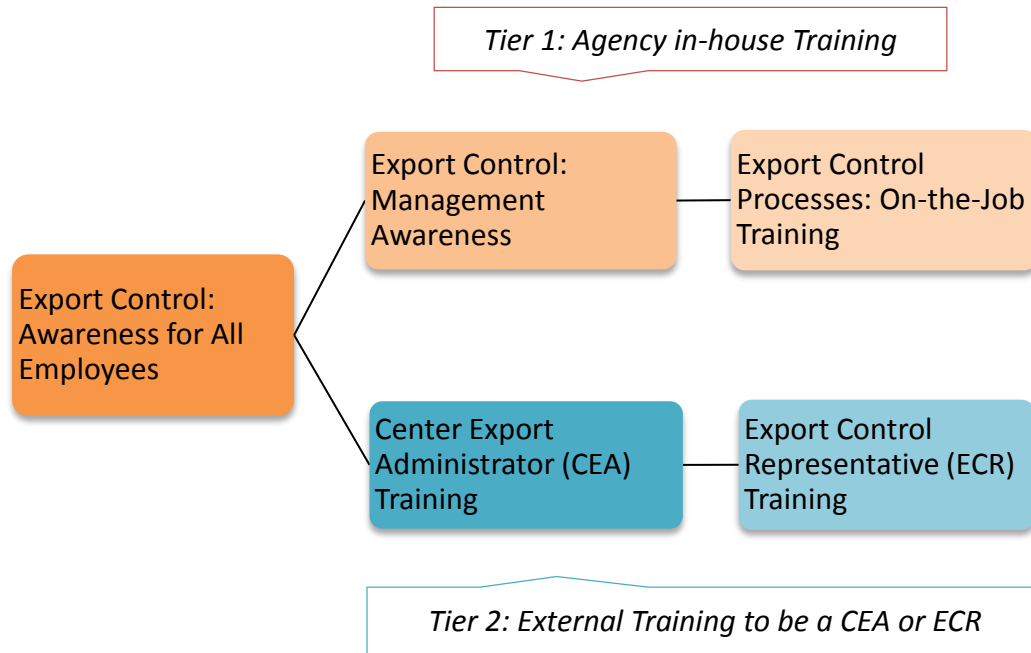 Tier 1: Agency in-house Training
Export Control:
Management
Awareness
Export Control
Processes: On-the-Job
Training
Export Control:
Awareness for All
Employees
Center Export
Administrator (CEA)
Training
Export Control
Representative (ECR)
Training
Tier 2: External Training to be a CEA or ECR